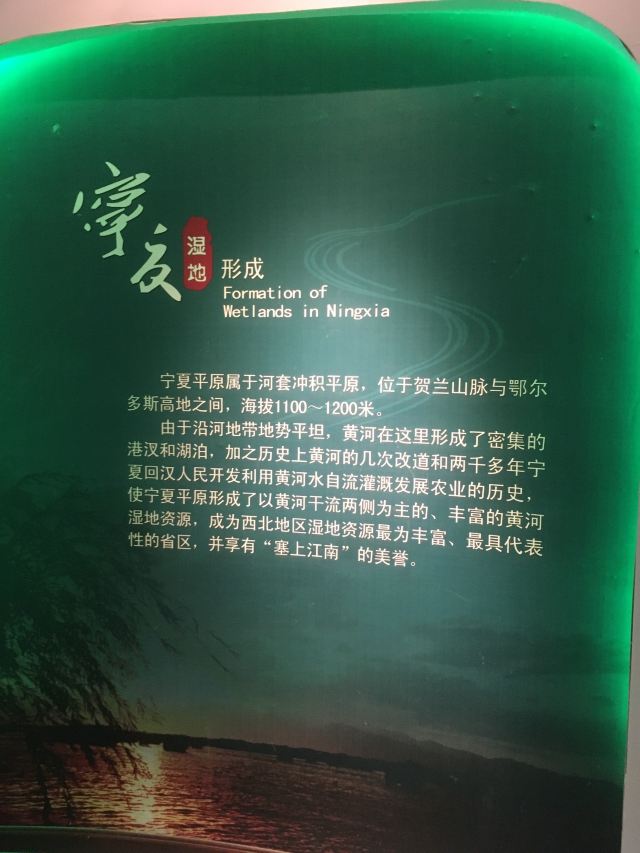 宁夏
湿地
形成
Formation of
Wetlands in Ningxia
宁夏平原属于河套冲积平原，位于贺兰山脉与鄂尔
多斯高地之间，海拔1100～1200米。
由于沿河地带地势平坦，黄河在这里形成了密集的
港汊和湖泊，加之历史上黄河的几次改道和两千多年宁
夏回汉人民开发利用黄河水自流灌溉发展农业的历史，
使宁夏平原形成了以黄河干流两侧为主的、丰富的黄河
湿地资源，成为西北地区湿地资源最为丰富、最具代表
性的省区，并享有“塞上江南”的美誉。